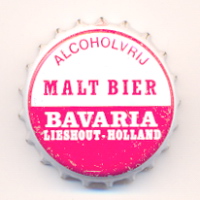 ALCOHOLVRIJ
MALT BIER
BAVARIA
LIESHOUT-HOLLAND